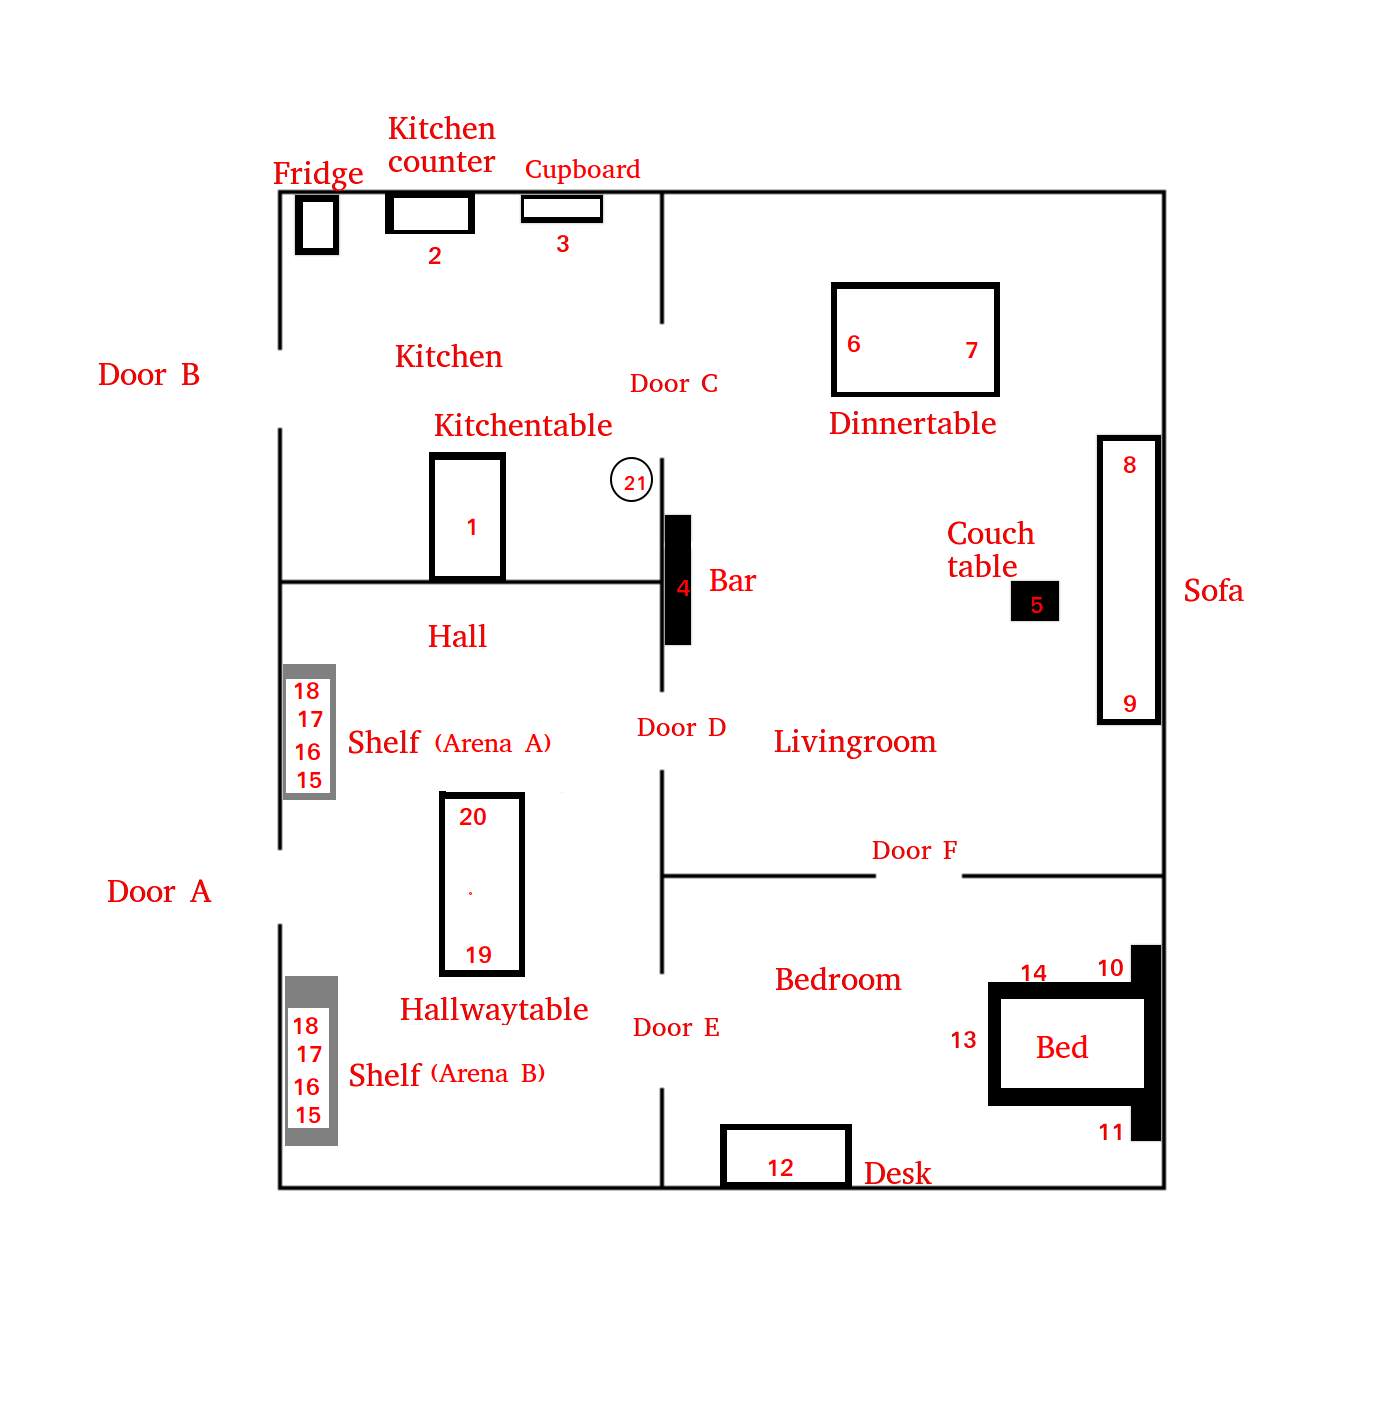 Kitchen
counter
Fridge
Cupboard
2
3
Door B
Kitchen
Door C
6
7
Dinnertable
Kitchentable
1
21
8
Couch
table
4
Bar
5
Sofa
Hall
9
18
17
16
15
Shelf (Arena A)
Door D
Livingroom
20
Door F
Door A
19
Hallwaytable
Bedroom
14
10
13
Bed
Door E
18
17
16
15
Shelf (Arena B)
11
12
Desk